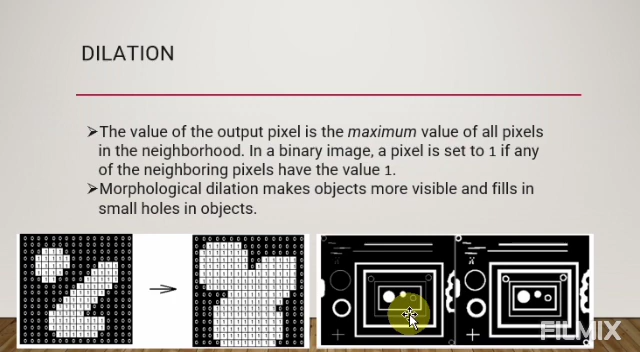 DILATION
➢The value of the output pixel is the maximum value of all pixels
in the neighborhood. In a binary image, a pixel is set to 1 if any
of the neighboring pixels have the value 1.
➢Morphological dilation makes objects more visible and fills in
small holes in objects.
FILMIX